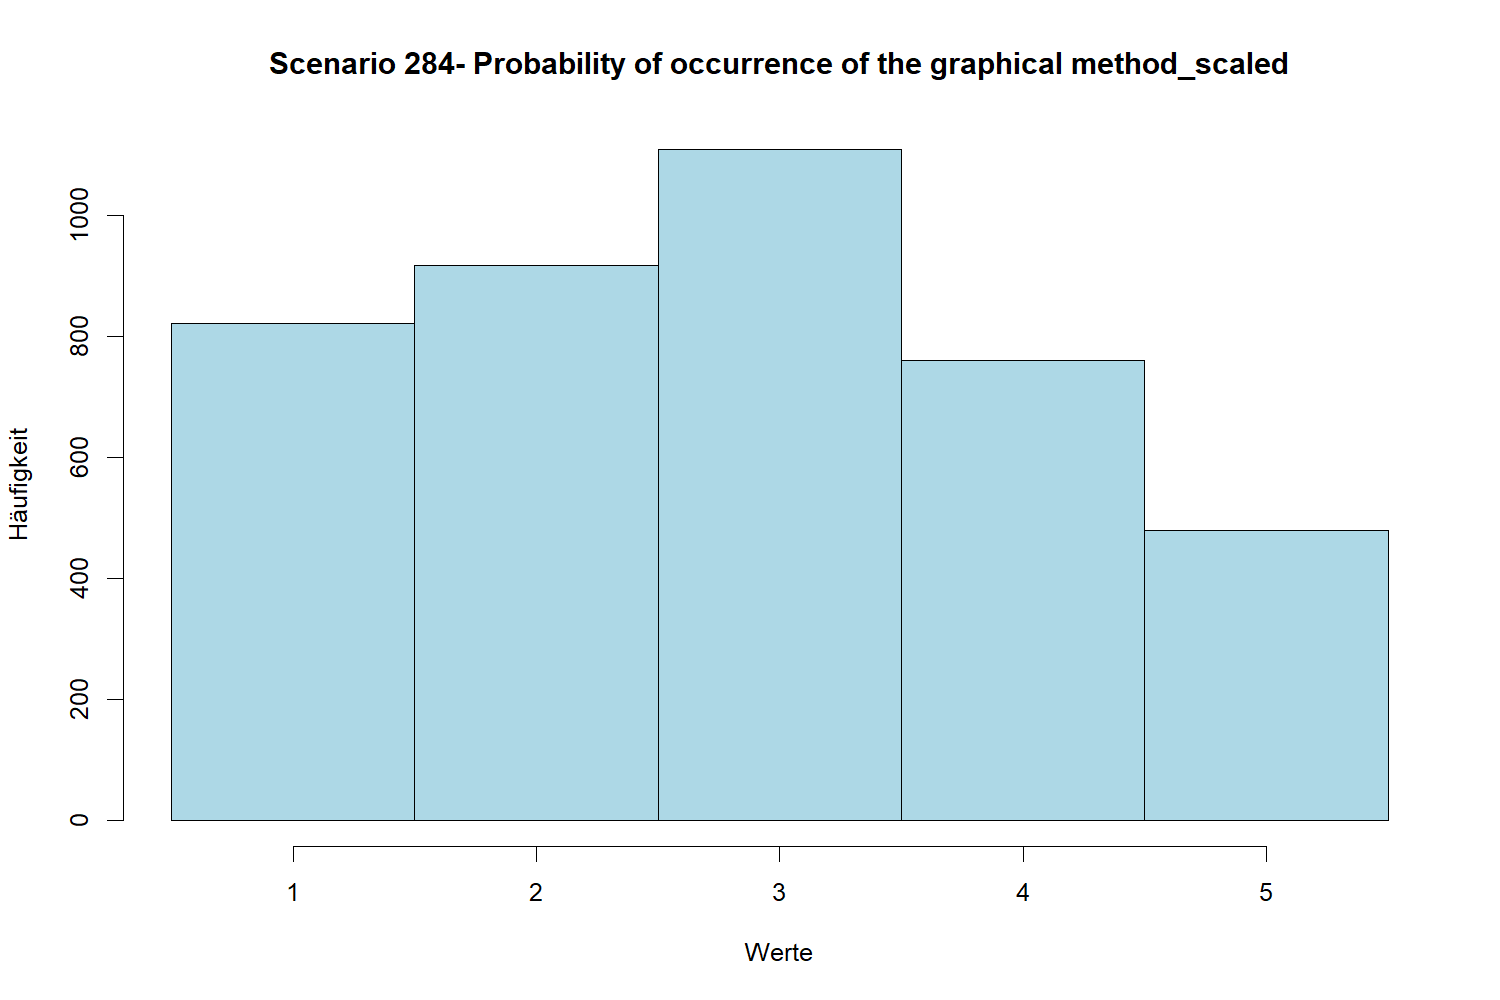 Scenario 284- Probability of occurrence of the graphical method_scaled
Häufigkeit
1000
800
600
400
200
0
1 2 3 4 5
Werte